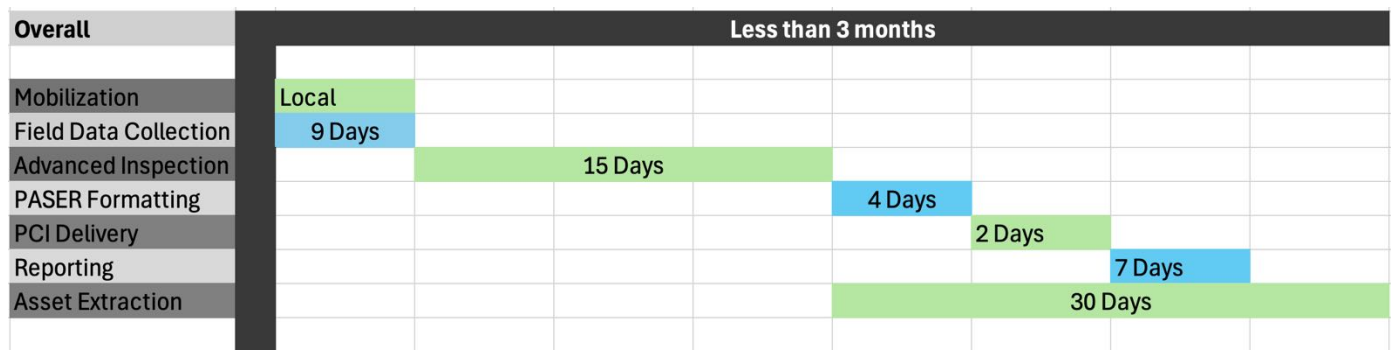 Overall Less than 3 months
Mobilization Local
Field Data Collection 9 Days
Advanced Inspection 15 Days
PASER Formatting 4 Days
PCI Delivery 2 Days
Reporting 7 Days
Asset Extraction 30 Days